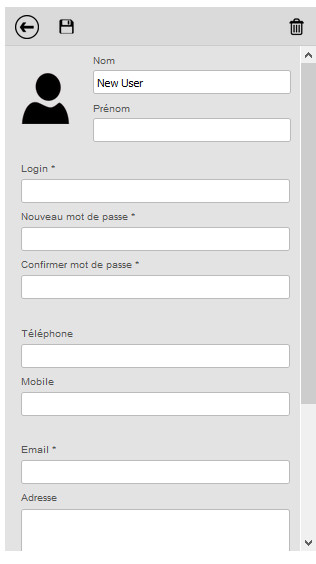 Nom
New User
Prénom
Login *
Nouveau mot de passe *
Confirmer mot de passe *
Téléphone
Mobile
Email *
Adresse